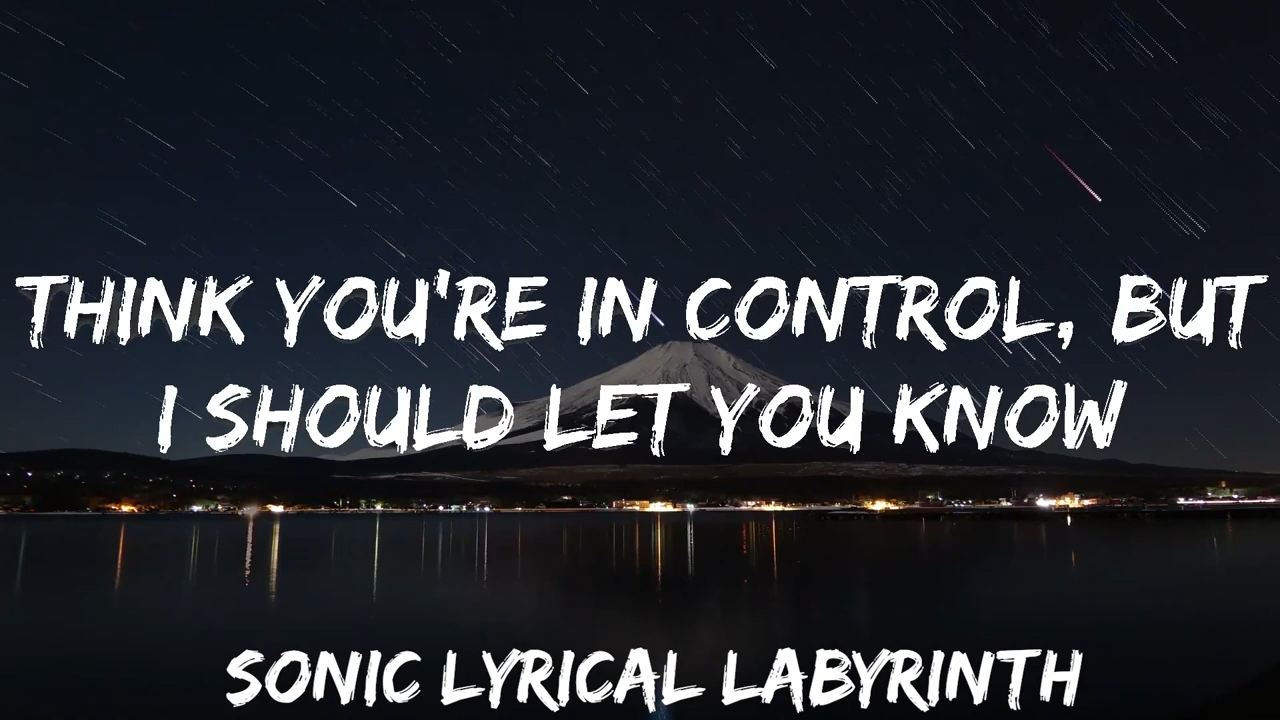 THINK YOU'RE IN CONTROL, BUT
I SHOULD LET YOU KNOW
SONIC LYRICAL LABYRINTH